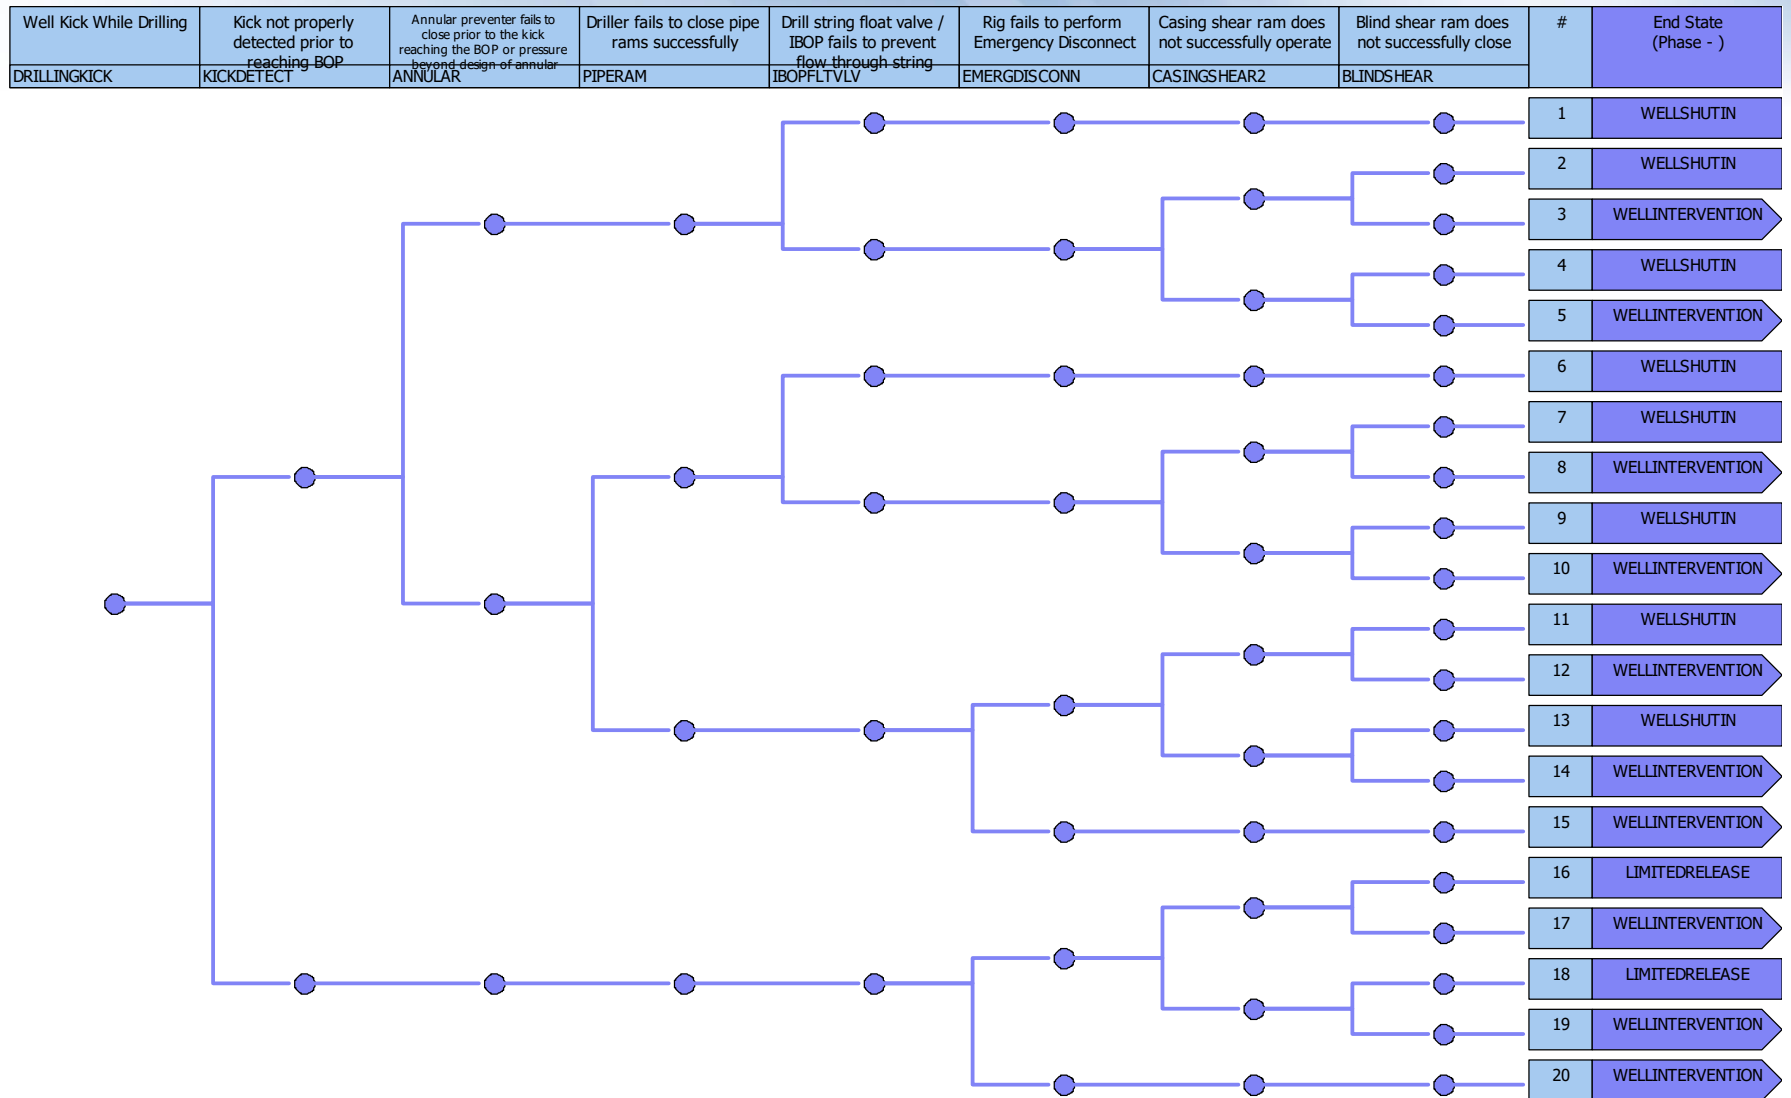 Well Kick While Drilling
Kick not properly
detected prior to
reaching BOP
Annular preventer fails to
close prior to the kick
reaching the BOP or pressure
beyond design of annular
Driller fails to close pipe
rams successfully
Drill string float valve /
IBOP fails to prevent
flow through string
Rig fails to perform
Emergency Disconnect
Casing shear ram does
not successfully operate
Blind shear ram does
not successfully close
#
End State
(Phase - )
DRILLINGKICK
KICKDETECT
ANNULAR
PIPERAM
IBOPFLTVLV
EMERGDISCONN
CASINGSHEAR2
BLINDSHEAR
1 WELLSHUTIN
2 WELLSHUTIN
3 WELLINTERVENTION
4 WELLSHUTIN
5 WELLINTERVENTION
6 WELLSHUTIN
7 WELLSHUTIN
8 WELLINTERVENTION
9 WELLSHUTIN
10 WELLINTERVENTION
11 WELLSHUTIN
12 WELLINTERVENTION
13 WELLSHUTIN
14 WELLINTERVENTION
15 WELLINTERVENTION
16 LIMITEDRELEASE
17 WELLINTERVENTION
18 LIMITEDRELEASE
19 WELLINTERVENTION
20 WELLINTERVENTION